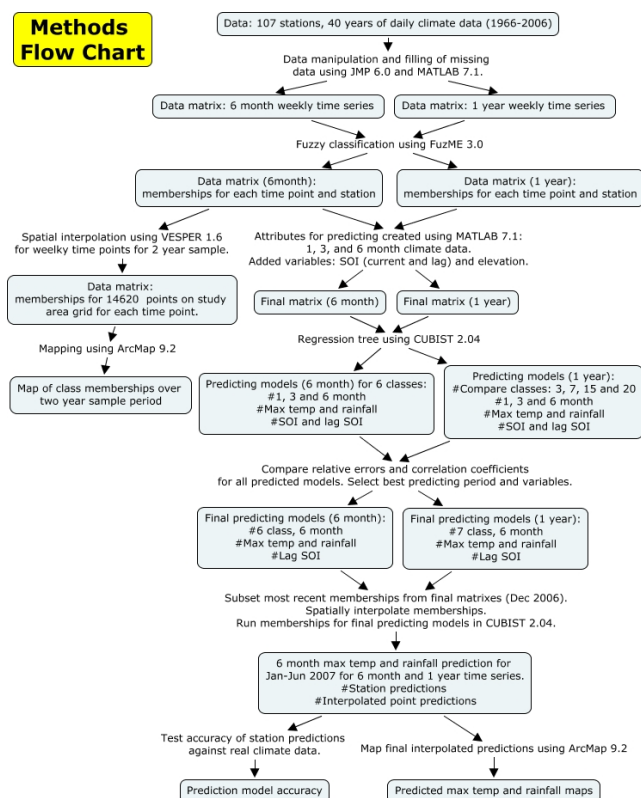 Methods
Flow Chart
Data: 107 stations, 40 years of daily climate data (1966-2006)
Data manipulation and filling of missing
data using JMP 6.0 and MATLAB 7.1.
Data matrix: 6 month weekly time series
Data matrix: 1 year weekly time series
Fuzzy classification using FuzME 3.0
Data matrix (6month):
memberships for each time point and station
Data matrix (1 year):
memberships for each time point and station
Spatial interpolation using VESPER 1.6
for welky time points for 2 year sample.
Attributes for predicting created using MATLAB 7.1:
1, 3, and 6 month climate data.
Added variables: SOI (current and lag) and elevation.
Data matrix:
memberships for 14620 points on study
area grid for each time point.
Final matrix (6 month)
Final matrix (1 year)
Mapping using ArcMap 9.2
Regression tree using CUBIST 2.04
Map of class memberships over
two year sample period
Predicting models (6 month) for 6 classes:
#1, 3 and 6 month
#Max temp and rainfall
#SOI and lag SOI
Predicting models (1 year):
#Compare classes: 3, 7, 15 and 20
#1, 3 and 6 month
#Max temp and rainfall
#SOI and lag SOI
Compare relative errors and correlation coefficients
for all predicted models. Select best predicting period and variables.
Final predicting models (6 month):
#6 class, 6 month
#Max temp and rainfall
#Lag SOI
Final predicting models (1 year):
#7 class, 6 month
#Max temp and rainfall
#Lag SOI
Subset most recent memberships from final matrixes (Dec 2006).
Spatially interpolate memberships.
Run memberships for final predicting models in CUBIST 2.04.
6 month max temp and rainfall prediction for
Jan-Jun 2007 for 6 month and 1 year time series.
#Station predictions
#Interpolated point predictions
Test accuracy of station predictions
against real climate data.
Map final interpolated predictions using ArcMap 9.2
Prediction model accuracy
Predicted max temp and rainfall maps